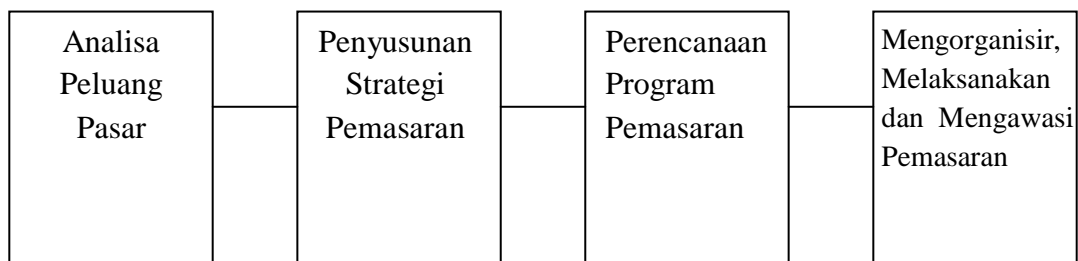 Analisa
Peluang
Pasar
Penyusunan
Strategi
Pemasaran
Perencanaan
Program
Pemasaran
Mengorganisir,
Melaksanakan
dan Mengawasi
Pemasaran